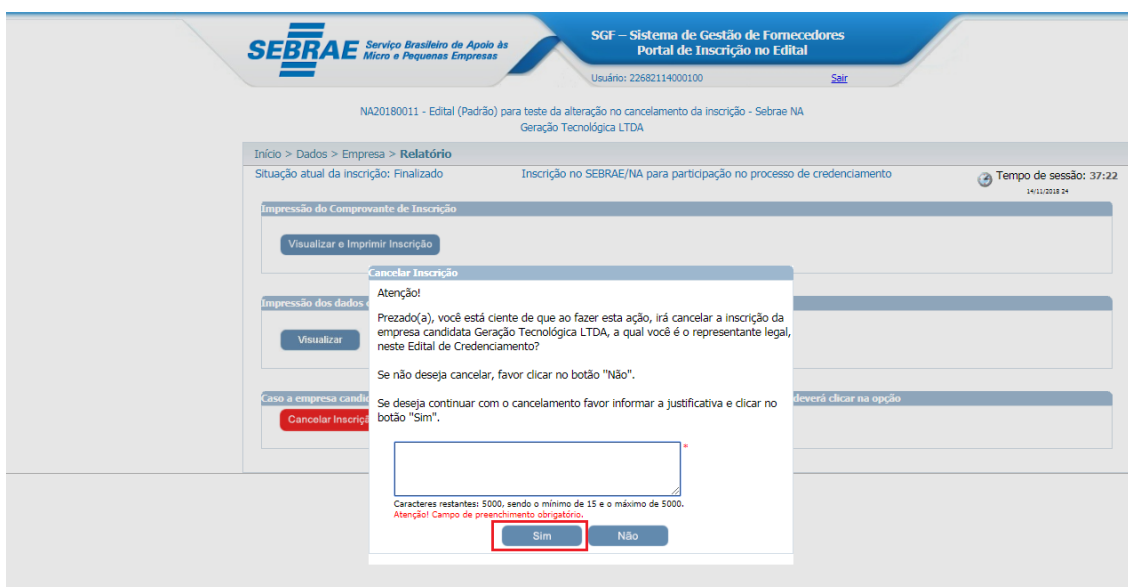 SEBRAE
Serviço Brasileiro de Apoio às
Micro e Pequenas Empresas
SGF – Sistema de Gestão de Fornecedores
Portal de Inscrição no Edital
Usuário: 22682114000100 Sair
NA20180011 - Edital (Padrão) para teste da alteração no cancelamento da inscrição - Sebrae NA
Geração Tecnológica LTDA
Início > Dados > Empresa > Relatório
Situação atual da inscrição: Finalizado Inscrição no SEBRAE/NA para participação no processo de credenciamento Tempo de sessão: 37:22
14/11/2018 24
Impressão do Comprovante de Inscrição
Visualizar e Imprimir Inscrição
Impressão dos dados
Visualizar
Caso a empresa deverá clicar na opção
Cancelar
Cancelar Inscrição
Atenção!
Prezado(a), você está ciente de que ao fazer esta ação, irá cancelar a inscrição da
empresa candidata Geração Tecnológica LTDA, a qual você é o representante legal,
neste Edital de Credenciamento?
Se não deseja cancelar, favor clicar no botão "Não".
Se deseja continuar com o cancelamento favor informar a justificativa e clicar no
botão "Sim".
*
Caracteres restantes: 5000, sendo o mínimo de 15 e o máximo de 5000.
Atenção! Campo de preenchimento obrigatório.
Sim Não